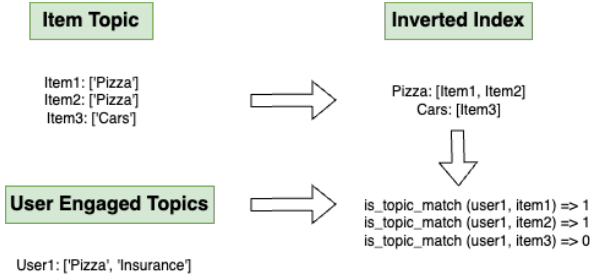 Item Topic
Item1: ['Pizza']
Item2: ['Pizza']
Item3: ['Cars']
Inverted Index
Pizza: [Item1, Item2]
Cars: [Item3]
User Engaged Topics
User1: ['Pizza', 'Insurance']
is_topic_match (user1, item1) => 1
is_topic_match (user1, item2) => 1
is_topic_match (user1, item3) => 0